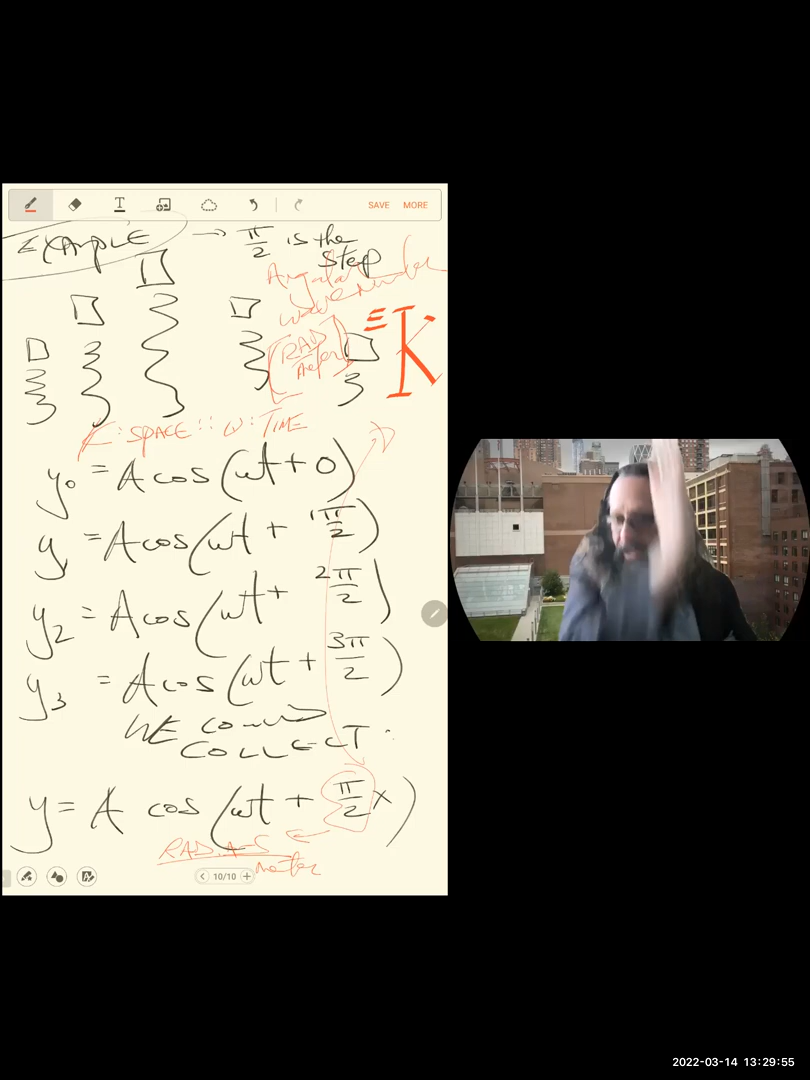 T
SAVE MORE
EXAMPLE → π/2 is the step
Angular
wavenumber
[RAD/meter] ≡ K
K : SPACE :: ω : TIME
y₀ = A cos(ωt + 0)
y₁ = A cos(ωt + 1π/2)
y₂ = A cos(ωt + 2π/2)
y₃ = A cos(ωt + 3π/2)
WE COULD
COLLECT :
y = A cos(ωt + π/2 x)
RADIANS
meter
10/10
2022-03-14 13:29:55